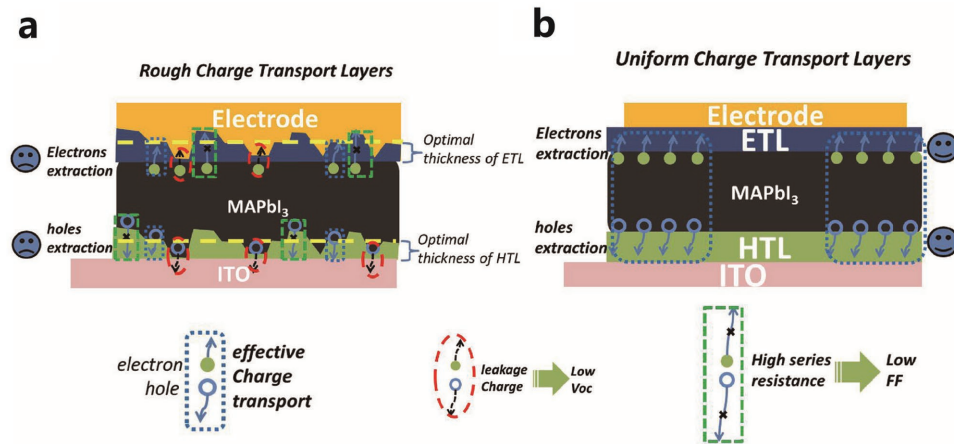 a
Rough Charge Transport Layers
Electrode
Electrons
extraction
Optimal
thickness of ETL
MAPbI₃
holes
extraction
Optimal
thickness of HTL
ITO
b
Uniform Charge Transport Layers
Electrode
Electrons
extraction
ETL
MAPbI₃
holes
extraction
HTL
ITO
electron
hole
effective
Charge
transport
leakage
Charge
Low
Voc
High series
resistance
Low
FF